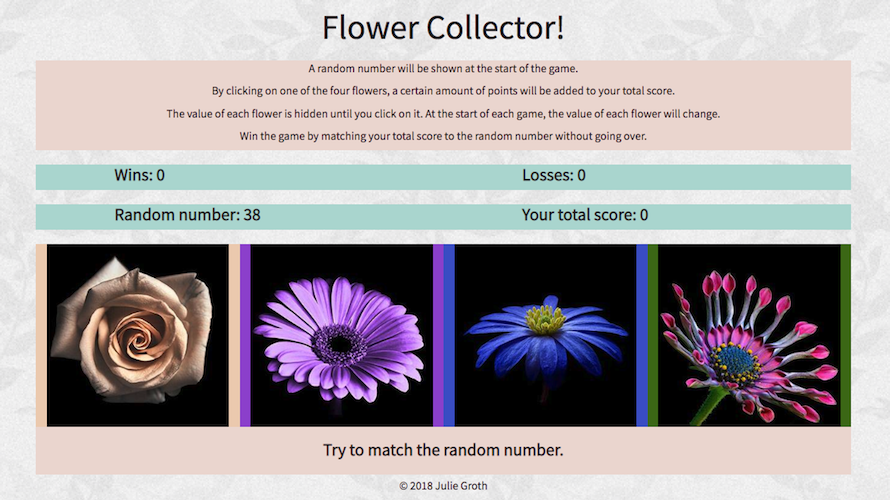 Flower Collector!
A random number will be shown at the start of the game.
By clicking on one of the four flowers, a certain amount of points will be added to your total score.
The value of each flower is hidden until you click on it. At the start of each game, the value of each flower will change.
Win the game by matching your total score to the random number without going over.
Wins: 0 Losses: 0
Random number: 38 Your total score: 0
Try to match the random number.
© 2018 Julie Groth